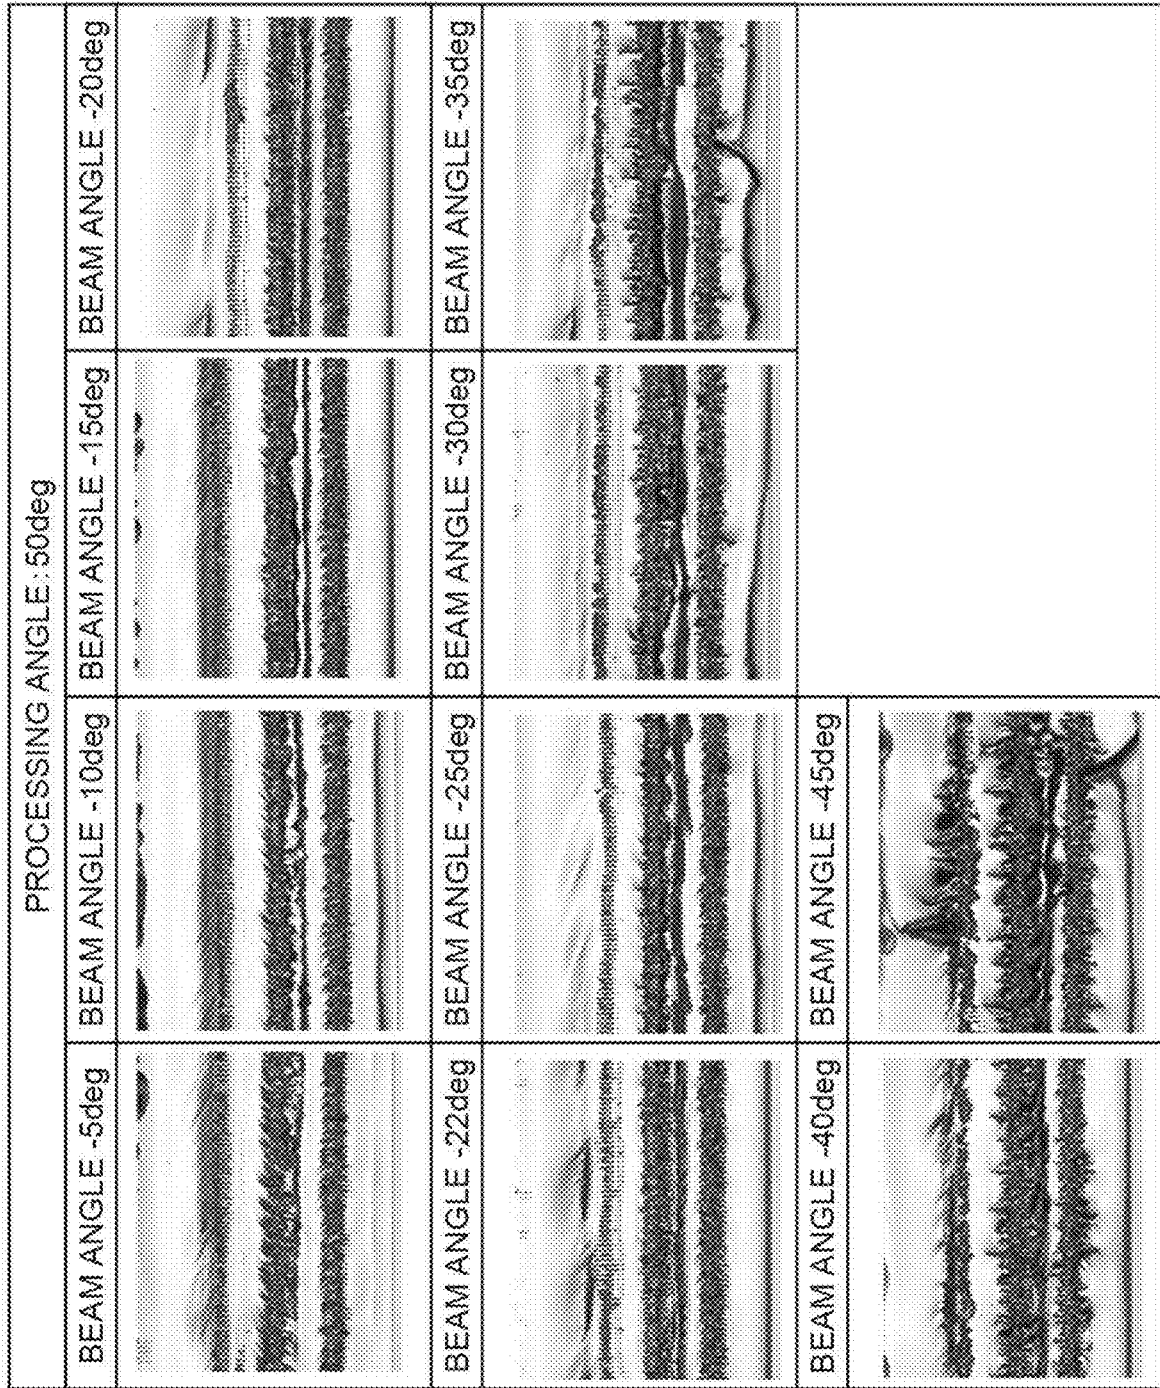 PROCESSING ANGLE:50deg
BEAM ANGLE -5deg
BEAM ANGLE -10deg
BEAM ANGLE -15deg
BEAM ANGLE -20deg
BEAM ANGLE -22deg
BEAM ANGLE -25deg
BEAM ANGLE -30deg
BEAM ANGLE -35deg
BEAM ANGLE -40deg
BEAM ANGLE -45deg